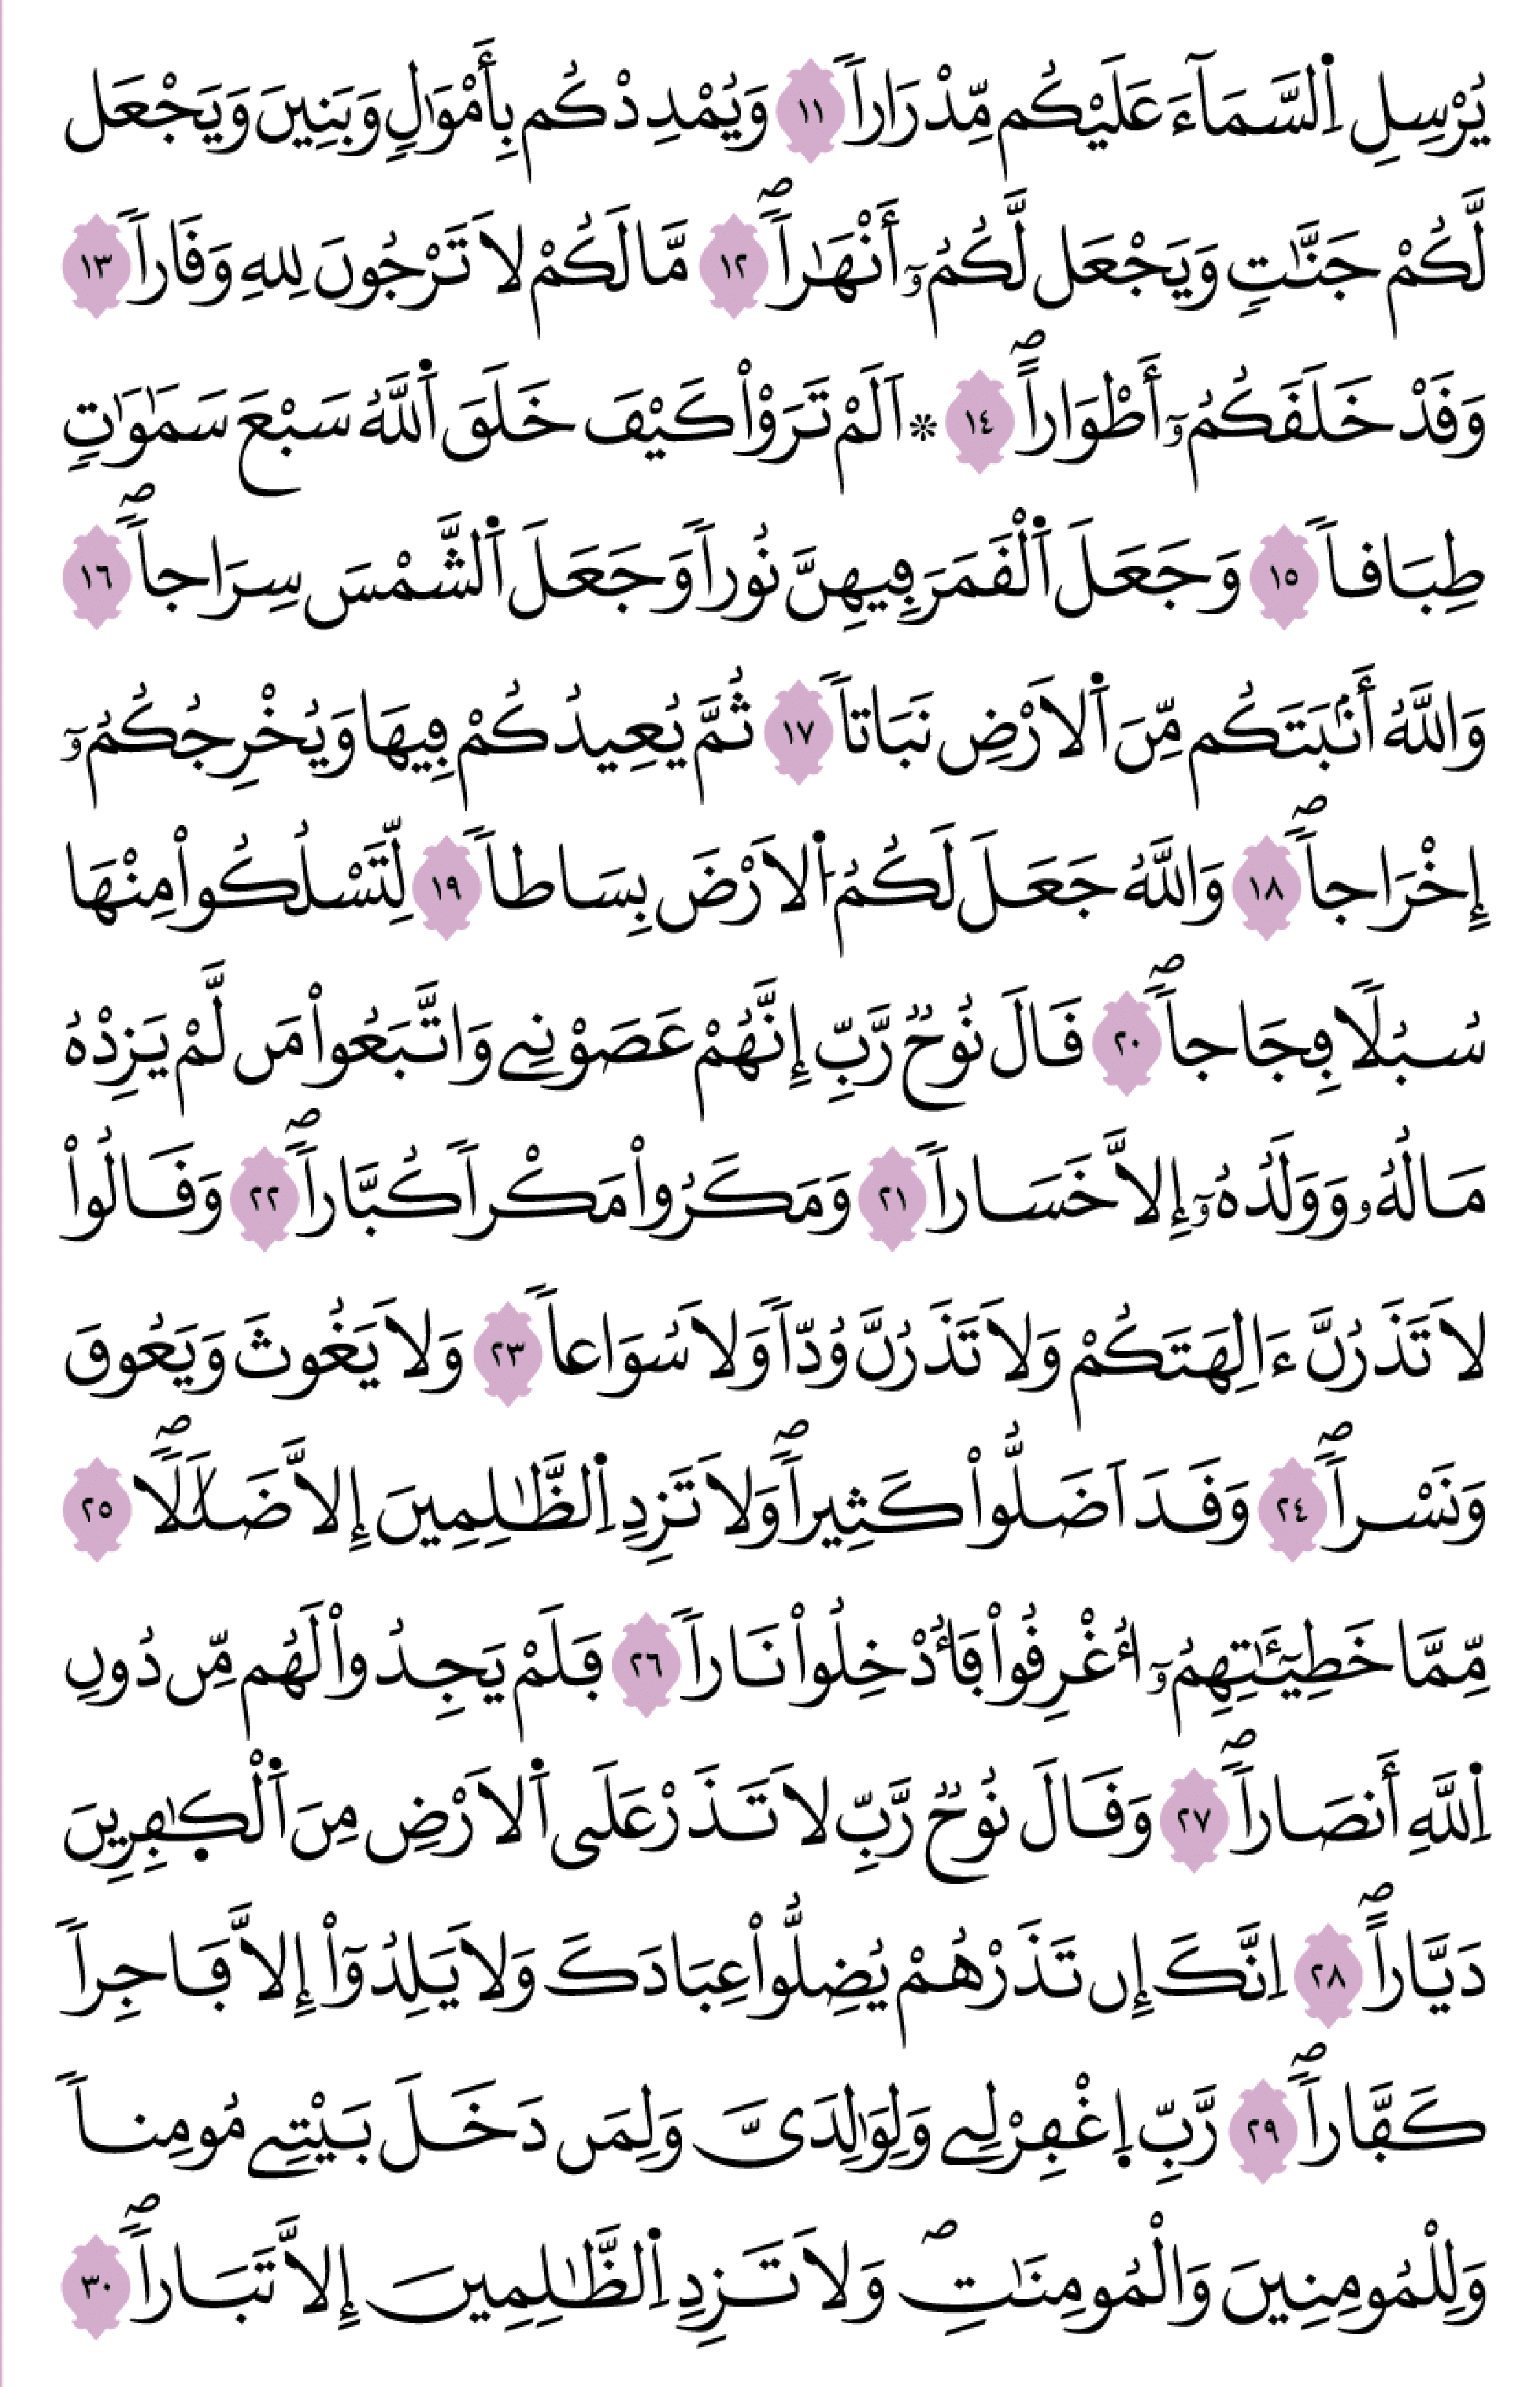 يُرْسِلِ اِ۬لسَّمَآءَ عَلَيْكُم مِّدْرَاراٗ ١١ وَيُمْدِدْكُم بِأَمْوَٰلٖ وَبَنِينَ وَيَجْعَل
لَّكُمْ جَنَّٰتٖ وَيَجْعَل لَّكُمُۥٓ أَنْهَٰراٗۖ ١٢ مَّا لَكُمْ لَا تَرْجُونَ لِلهِ وَقَاراٗ ١٣
وَقَدْ خَلَقَكُمُۥٓ أَطْوَاراًۖ ١٤ ۞ اَلَمْ تَرَوْاْ كَيْفَ خَلَقَ اَ۬للَّهُ سَبْعَ سَمَٰوَٰتٖ
طِبَاقاٗ ١٥ وَجَعَلَ اَ۬لْقَمَرَ فِيهِنَّ نُوراٗ وَجَعَلَ اَ۬لشَّمْسَ سِرَاجاٗۖ ١٦
وَاللَّهُ أَنۢبَتَكُم مِّنَ اَ۬لَارْضِ نَبَاتاٗ ١٧ ثُمَّ يُعِيدُكُمْ فِيهَا وَيُخْرِجُكُمُۥٓ
إِخْرَاجاٗۖ ١٨ وَاللَّهُ جَعَلَ لَكُمُ اُ۬لَارْضَ بِسَاطاٗ ١٩ لِّتَسْلُكُواْ مِنْهَا
سُبُلاٗ فِجَاجاٗۖ ٢٠ قَالَ نُوحٞ رَّبِّ إِنَّهُمْ عَصَوْنِے وَاتَّبَعُواْ مَن لَّمْ يَزِدْهُ
مَالُهُۥ وَوَلَدُهُۥٓ إِلَّا خَسَاراٗ ٢١ وَمَكَرُواْ مَكْراٗ كُبَّاراٗۖ ٢٢ وَقَالُواْ
لَا تَذَرُنَّ ءَالِهَتَكُمْ وَلَا تَذَرُنَّ وُدّاٗ وَلَا سُوَاعاٗ ٢٣ وَلَا يَغُوثَ وَيَعُوقَ
وَنَسْراٗۖ ٢٤ وَقَدَ اَضَلُّواْ كَثِيراٗۖ وَلَا تَزِدِ اِ۬لظَّٰلِمِينَ إِلَّا ضَلَٰلاٗۖ ٢٥
مِّمَّا خَطِيٓـَٰٔتِهِمُۥٓ أُغْرِقُواْ فَأُدْخِلُواْ نَاراٗ ٢٦ فَلَمْ يَجِدُواْ لَهُم مِّن دُونِ
اِ۬للَّهِ أَنصَاراٗۖ ٢٧ وَقَالَ نُوحٞ رَّبِّ لَا تَذَرْ عَلَى اَ۬لَارْضِ مِنَ اَ۬لْكٰ۪فِرِينَ
دَيَّاراًۖ ٢٨ اِنَّكَ إِن تَذَرْهُمْ يُضِلُّواْ عِبَادَكَ وَلَا يَلِدُوٓاْ إِلَّا فَاجِراٗ
كَفَّاراٗۖ ٢٩ رَّبِّ اِ۪غْفِرْ لِے وَلِوَٰلِدَيَّ وَلِمَن دَخَلَ بَيْتِے مُومِناٗ
وَلِلْمُومِنِينَ وَالْمُومِنَٰتِۖ وَلَا تَزِدِ اِ۬لظَّٰلِمِينَ إِلَّا تَبَاراٗۖ ٣٠